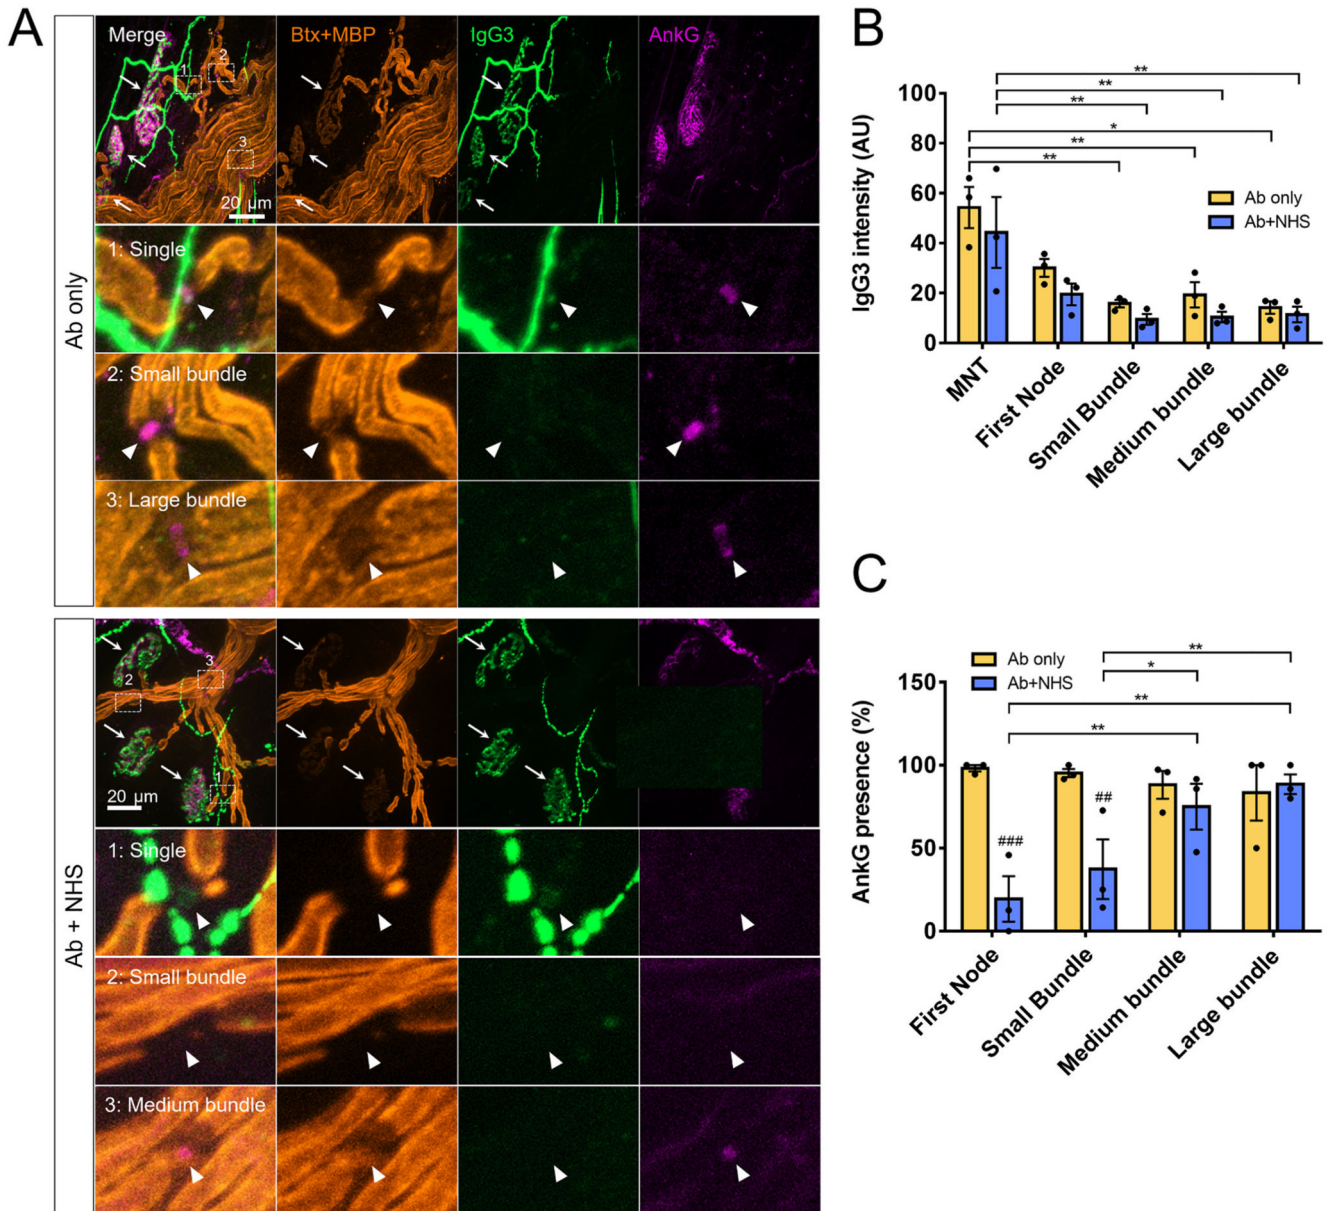 A
Merge Btx+MBP IgG3 AnkG
1
2
3
20 µm
Ab only
1: Single
2: Small bundle
3: Large bundle
3
2
1
20 µm
Ab + NHS
1: Single
2: Small bundle
3: Medium bundle
B
IgG3 intensity (AU)
100
80
60
40
20
0
**
**
**
*
**
**
Ab only
Ab+NHS
MNT
First Node
Small Bundle
Medium bundle
Large bundle
C
AnkG presence (%)
150
100
50
0
Ab only
Ab+NHS
**
*
**
**
###
##
First Node
Small Bundle
Medium bundle
Large bundle